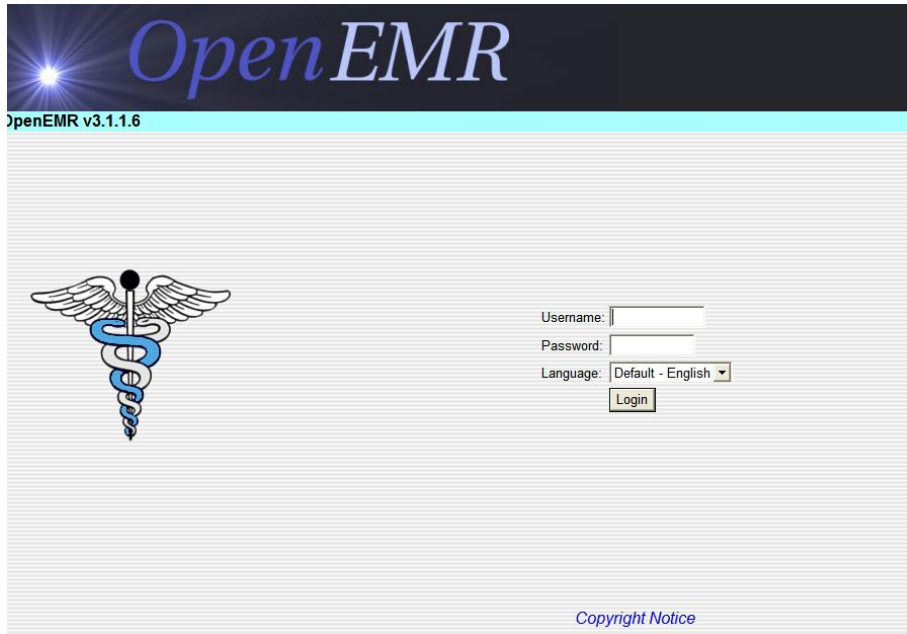 OpenEMR
OpenEMR v3.1.1.6
Username:
Password:
Language: Default - English
Login
Copyright Notice